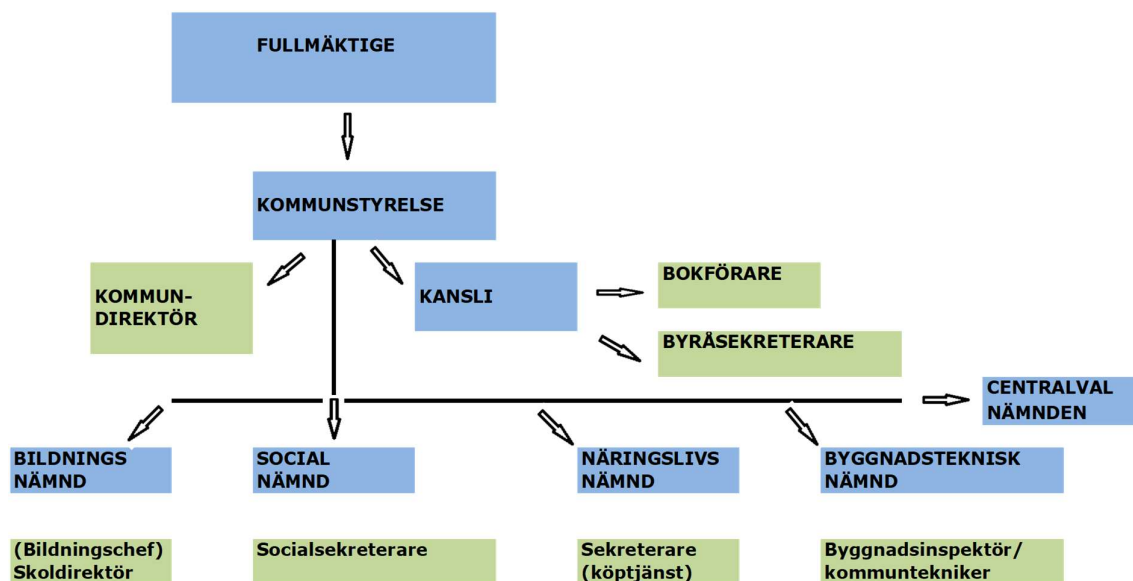 FULLMÄKTIGE
KOMMUNSTYRELSE
KOMMUN-
DIREKTÖR
KANSLI
BOKFÖRARE
BYRÅSEKRETERARE
CENTRALVAL
NÄMNDEN
BILDNINGS
NÄMND
SOCIAL
NÄMND
NÄRINGSLIVS
NÄMND
BYGGNADSTEKNISK
NÄMND
(Bildningschef)
Skoldirektör
Socialsekreterare
Sekreterare
(köptjänst)
Byggnadsinspektör/
kommuntekniker